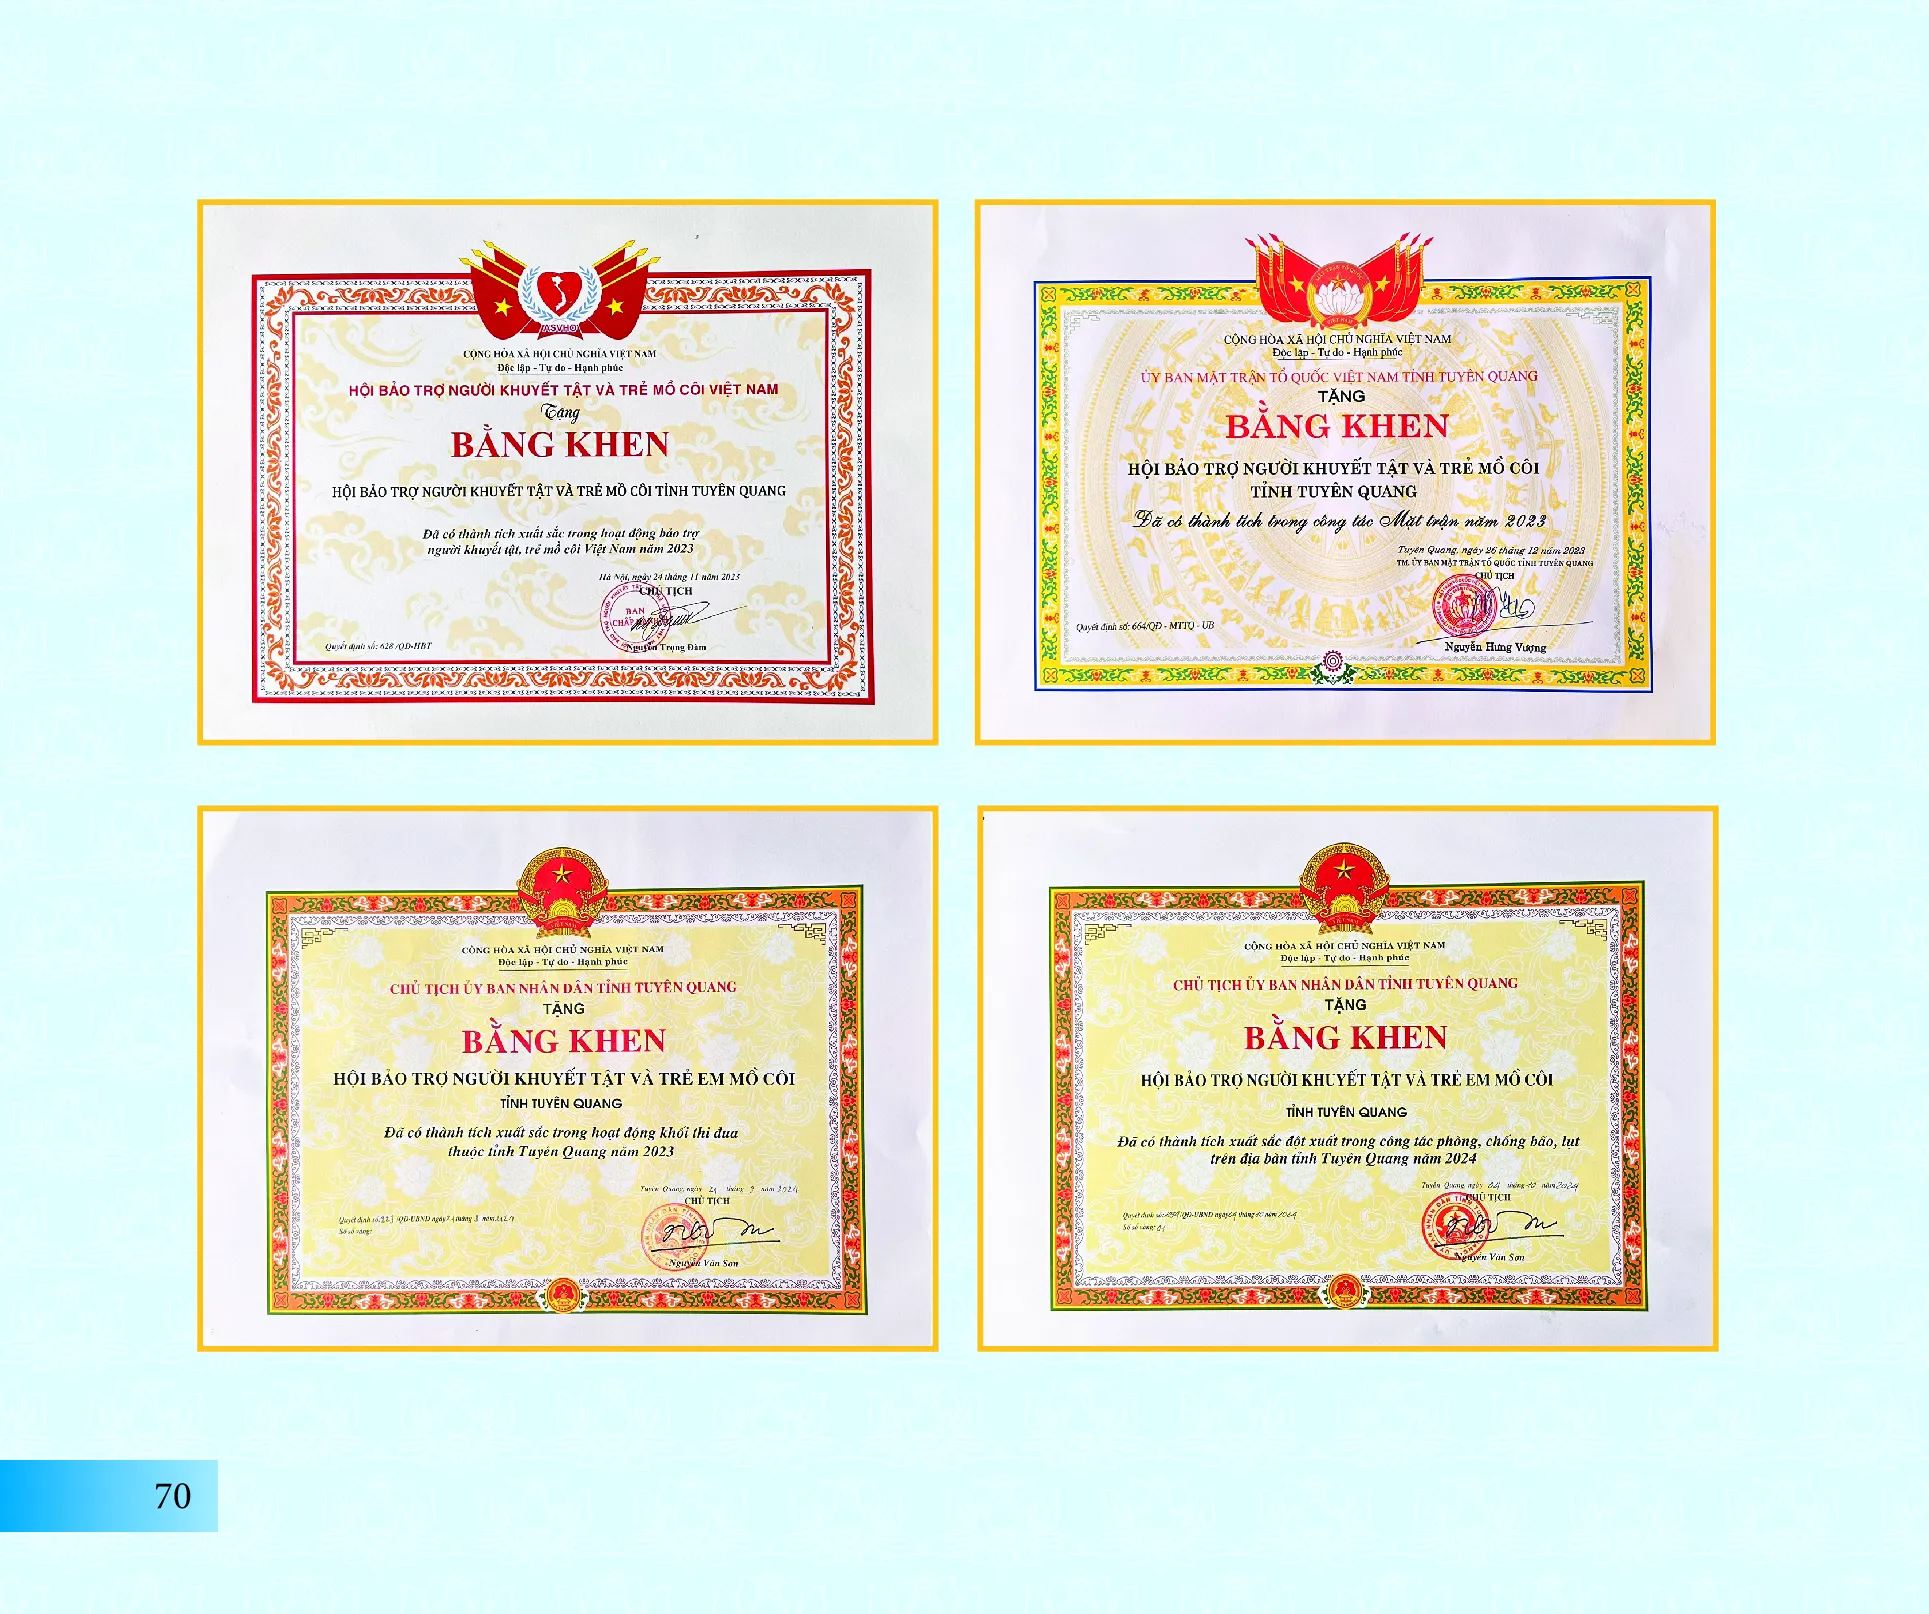 ASVHO
CỘNG HÒA XÃ HỘI CHỦ NGHĨA VIỆT NAM
Độc lập - Tự do - Hạnh phúc
HỘI BẢO TRỢ NGƯỜI KHUYẾT TẬT VÀ TRẺ MỒ CÔI VIỆT NAM
Tặng
BẰNG KHEN
HỘI BẢO TRỢ NGƯỜI KHUYẾT TẬT VÀ TRẺ MỒ CÔI TỈNH TUYÊN QUANG
Đã có thành tích xuất sắc trong hoạt động bảo trợ
người khuyết tật, trẻ mồ côi Việt Nam năm 2023
Hà Nội, ngày 24 tháng 11 năm 2023
CHỦ TỊCH
BAN
Quyết định số: 628 /QĐ-HBT
Nguyễn Trọng Đàm
CỘNG HÒA XÃ HỘI CHỦ NGHĨA VIỆT NAM
Độc lập - Tự do - Hạnh phúc
ỦY BAN MẶT TRẬN TỔ QUỐC VIỆT NAM TỈNH TUYÊN QUANG
TẶNG
BẰNG KHEN
HỘI BẢO TRỢ NGƯỜI KHUYẾT TẬT VÀ TRẺ MỒ CÔI
TỈNH TUYÊN QUANG
Đã có thành tích trong công tác Mặt trận năm 2023
Tuyên Quang, ngày 26 tháng 12 năm 2023
TM. ỦY BAN MẶT TRẬN TỔ QUỐC TỈNH TUYÊN QUANG
CHỦ TỊCH
Quyết định số: 664/QĐ - MTTQ - UB
Nguyễn Hưng Vượng
CỘNG HÒA XÃ HỘI CHỦ NGHĨA VIỆT NAM
Độc lập - Tự do - Hạnh phúc
CHỦ TỊCH ỦY BAN NHÂN DÂN TỈNH TUYÊN QUANG
TẶNG
BẰNG KHEN
HỘI BẢO TRỢ NGƯỜI KHUYẾT TẬT VÀ TRẺ EM MỒ CÔI
TỈNH TUYÊN QUANG
Đã có thành tích xuất sắc trong hoạt động khối thi đua
thuộc tỉnh Tuyên Quang năm 2023
Tuyên Quang, ngày 21 tháng 3 năm 2024
CHỦ TỊCH
Quyết định số /QĐ-UBND ngày 21 tháng 3 năm 2024
Số sổ vàng:
Nguyễn Văn Sơn
CỘNG HÒA XÃ HỘI CHỦ NGHĨA VIỆT NAM
Độc lập - Tự do - Hạnh phúc
CHỦ TỊCH ỦY BAN NHÂN DÂN TỈNH TUYÊN QUANG
TẶNG
BẰNG KHEN
HỘI BẢO TRỢ NGƯỜI KHUYẾT TẬT VÀ TRẺ EM MỒ CÔI
TỈNH TUYÊN QUANG
Đã có thành tích xuất sắc đột xuất trong công tác phòng, chống bão, lụt
trên địa bàn tỉnh Tuyên Quang năm 2024
Tuyên Quang, ngày 04 tháng 10 năm 2024
CHỦ TỊCH
Quyết định số: /QĐ-UBND ngày 04 tháng 10 năm 2024
Số sổ vàng: 01
Nguyễn Văn Sơn
70